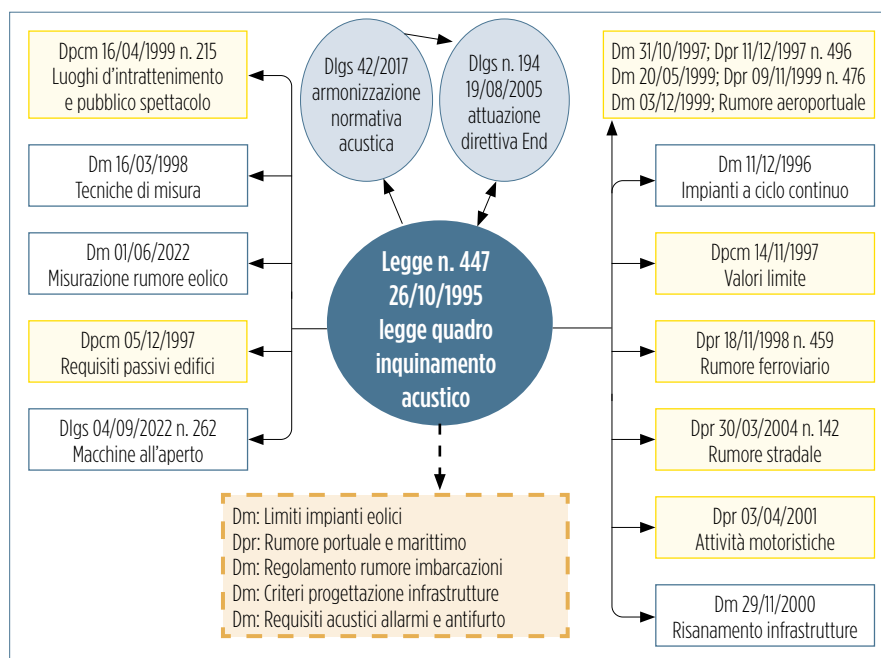 Dpcm 16/04/1999 n. 215
Luoghi d'intrattenimento
e pubblico spettacolo
Dm 16/03/1998
Tecniche di misura
Dm 01/06/2022
Misurazione rumore eolico
Dpcm 05/12/1997
Requisiti passivi edifici
Dlgs 04/09/2022 n. 262
Macchine all'aperto
Dlgs 42/2017
armonizzazione
normativa
acustica
Dlgs n. 194
19/08/2005
attuazione
direttiva End
Legge n. 447
26/10/1995
legge quadro
inquinamento
acustico
Dm: Limiti impianti eolici
Dpr: Rumore portuale e marittimo
Dm: Regolamento rumore imbarcazioni
Dm: Criteri progettazione infrastrutture
Dm: Requisiti acustici allarmi e antifurto
Dm 31/10/1997; Dpr 11/12/1997 n. 496
Dm 20/05/1999; Dpr 09/11/1999 n. 476
Dm 03/12/1999; Rumore aeroportuale
Dm 11/12/1996
Impianti a ciclo continuo
Dpcm 14/11/1997
Valori limite
Dpr 18/11/1998 n. 459
Rumore ferroviario
Dpr 30/03/2004 n. 142
Rumore stradale
Dpr 03/04/2001
Attività motoristiche
Dm 29/11/2000
Risanamento infrastrutture